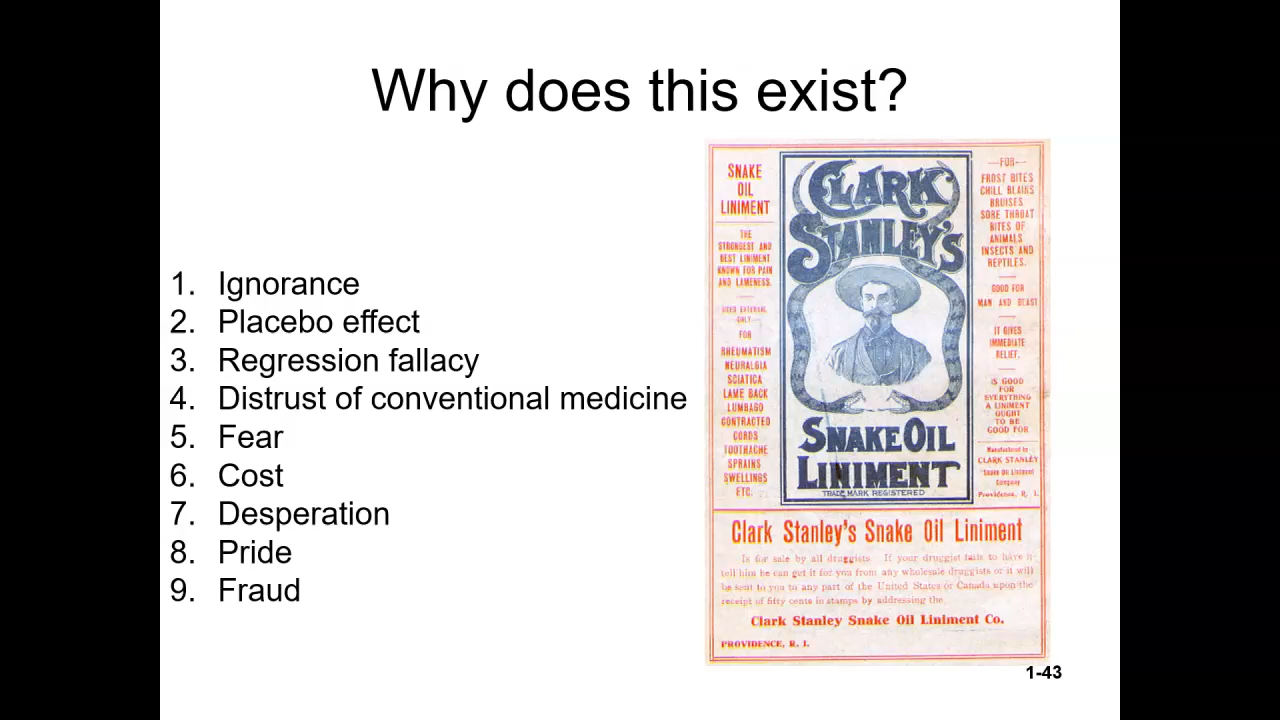 Why does this exist?
1. Ignorance
2. Placebo effect
3. Regression fallacy
4. Distrust of conventional medicine
5. Fear
6. Cost
7. Desperation
8. Pride
9. Fraud
SNAKE
OIL
LINIMENT
THE
STRONGEST AND
BEST LINIMENT
KNOWN FOR PAIN
AND LAMENESS.
USED EXTERNAL
ONLY
FOR
RHEUMATISM
NEURALGIA
SCIATICA
LAME BACK
LUMBAGO
CONTRACTED
CORDS
TOOTHACHE
SPRAINS
SWELLINGS
ETC.
CLARK
STANLEY'S
SNAKE OIL
LINIMENT
TRADE MARK REGISTERED
—FOR—
FROST BITES
CHILL BLAINS
BRUISES
SORE THROAT
BITES OF
ANIMALS
INSECTS AND
REPTILES.
GOOD FOR
MAN AND BEAST
IT GIVES
IMMEDIATE
RELIEF.
IS GOOD
FOR
EVERYTHING
A LINIMENT
OUGHT
TO BE
GOOD FOR
Manufactured by
CLARK STANLEY
Snake Oil Liniment
Company
Providence, R. I.
Clark Stanley's Snake Oil Liniment
Is for sale by all druggists. If your druggist fails to have it
tell him he can get it for you from any wholesale druggists or it will
be sent to you to any part of the United States or Canada upon the
receipt of fifty cents in stamps by addressing the
Clark Stanley Snake Oil Liniment Co.
PROVIDENCE, R. I.
1-43